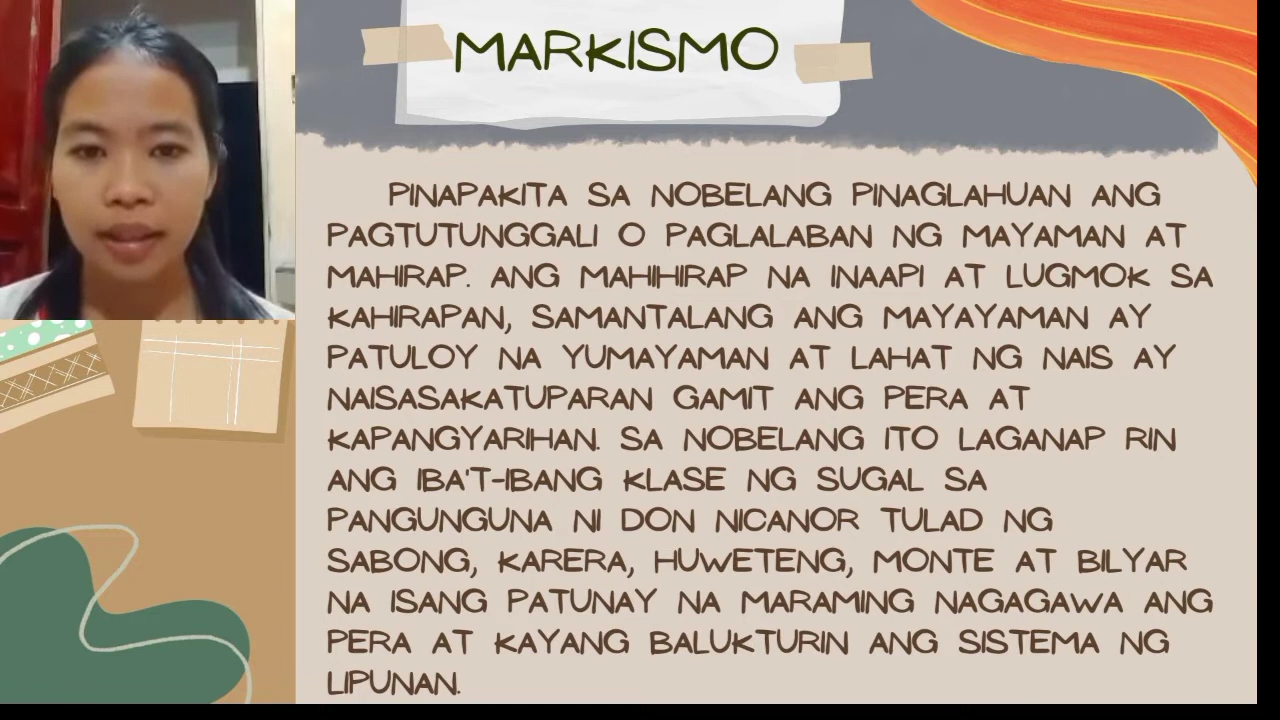 MARKISMO
PINAPAKITA SA NOBELANG PINAGLAHUAN ANG
PAGTUTUNGGALI O PAGLALABAN NG MAYAMAN AT
MAHIRAP. ANG MAHIHIRAP NA INAAPI AT LUGMOK SA
KAHIRAPAN, SAMANTALANG ANG MAYAYAMAN AY
PATULOY NA YUMAYAMAN AT LAHAT NG NAIS AY
NAISASAKATUPARAN GAMIT ANG PERA AT
KAPANGYARIHAN. SA NOBELANG ITO LAGANAP RIN
ANG IBA'T-IBANG KLASE NG SUGAL SA
PANGUNGUNA NI DON NICANOR TULAD NG
SABONG, KARERA, HUWETENG, MONTE AT BILYAR
NA ISANG PATUNAY NA MARAMING NAGAGAWA ANG
PERA AT KAYANG BALUKTURIN ANG SISTEMA NG
LIPUNAN.